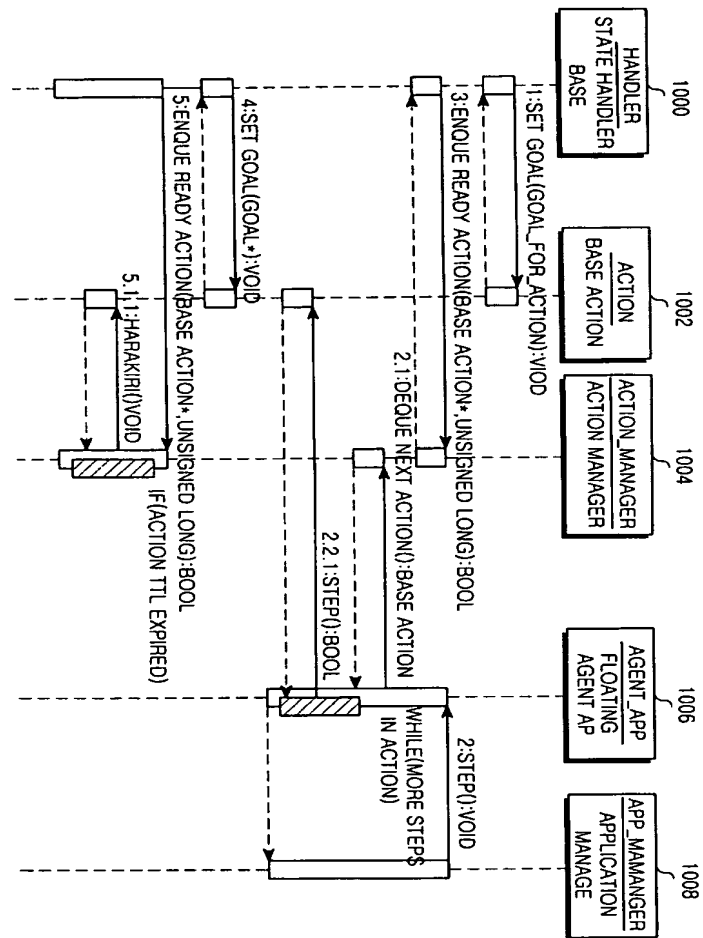 1000
HANDLER
STATE HANDLER
BASE
1002
ACTION
BASE ACTION
1004
ACTION_MANAGER
ACTION MANAGER
1006
AGENT_APP
FLOATING
AGENT AP
1008
APP_MAMANGER
APPLICATION
MANAGE
1:SET GOAL(GOAL_FOR_ACTION):VIOD
3:ENQUE READY ACTION(BASE ACTION*,UNSIGNED LONG):BOOL
2:STEP():VOID
WHILE(MORE STEPS
IN ACTION)
2.1:DEQUE NEXT ACTION():BASE ACTION
2.2.1:STEP():BOOL
4:SET GOAL(GOAL*):VOID
5:ENQUE READY ACTION(BASE ACTION*,UNSIGNED LONG):BOOL
IF(ACTION TTL EXPIRED)
5.1.1:HARAKIRI()VOID